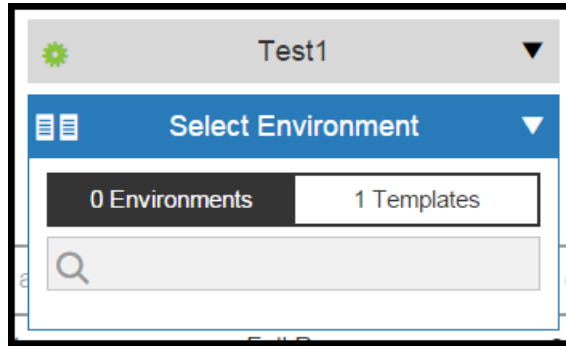 Test1
Select Environment
0 Environments
1 Templates